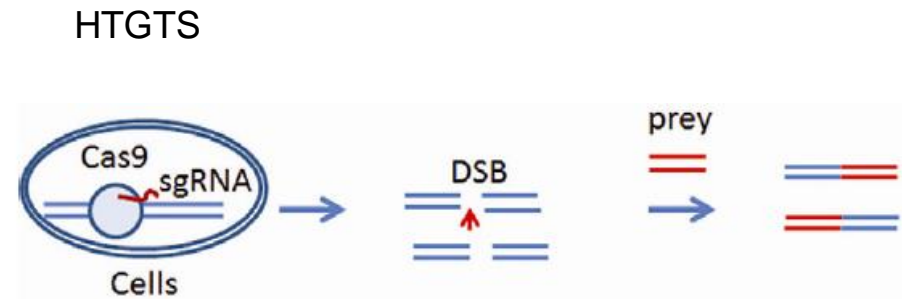 HTGTS
Cas9
sgRNA
Cells
DSB
prey